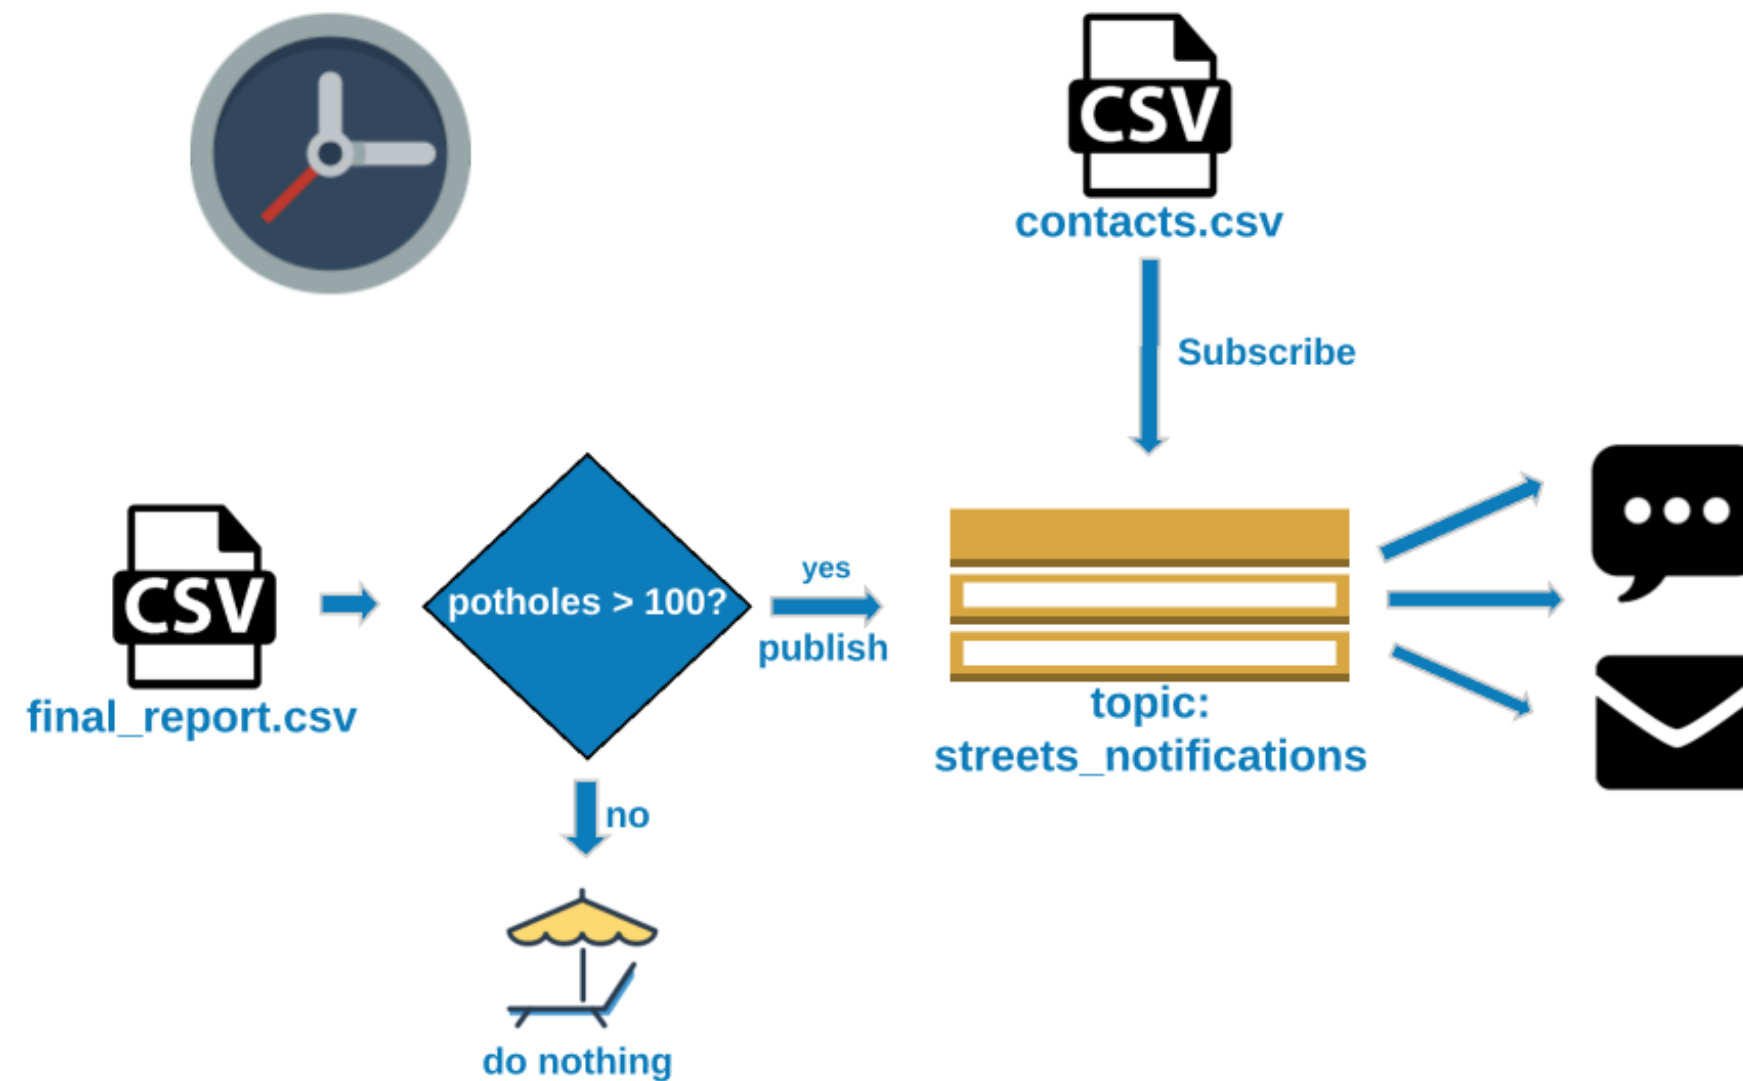 CSV
contacts.csv
Subscribe
CSV
final_report.csv
potholes > 100?
yes
publish
no
do nothing
topic:
streets_notifications